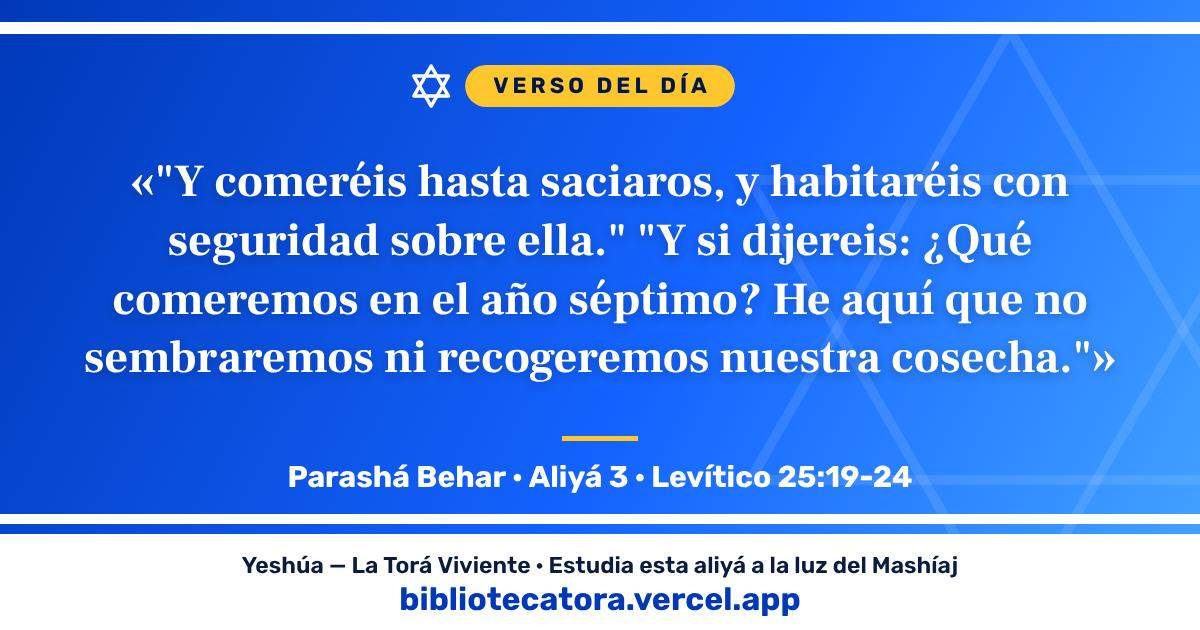 VERSO DEL DÍA
«"Y comeréis hasta saciaros, y habitaréis con
seguridad sobre ella." "Y si dijereis: ¿Qué
comeremos en el año séptimo? He aquí que no
sembraremos ni recogeremos nuestra cosecha."»
Parashá Behar • Aliyá 3 • Levítico 25:19-24
Yeshúa — La Torá Viviente • Estudia esta aliyá a la luz del Mashíaj
bibliotecatora.vercel.app